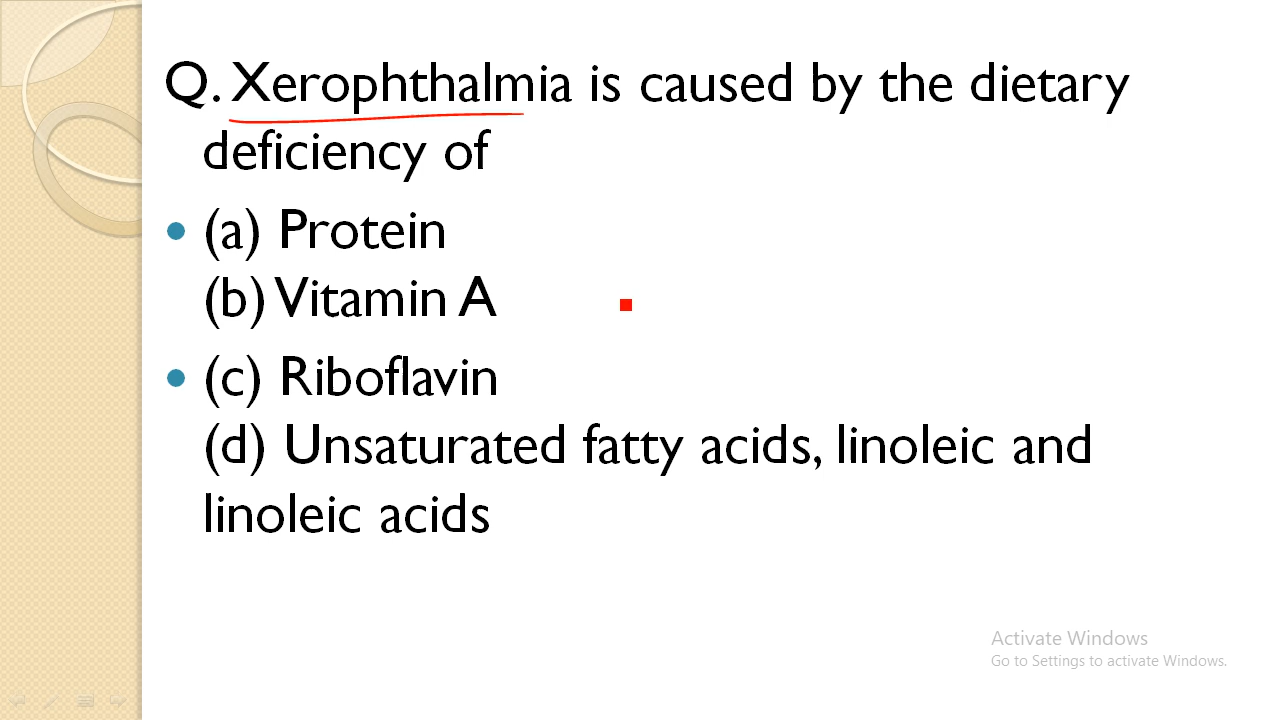 Q. Xerophthalmia is caused by the dietary
deficiency of
• (a) Protein
(b) Vitamin A
• (c) Riboflavin
(d) Unsaturated fatty acids, linoleic and
linoleic acids
Activate Windows
Go to Settings to activate Windows.